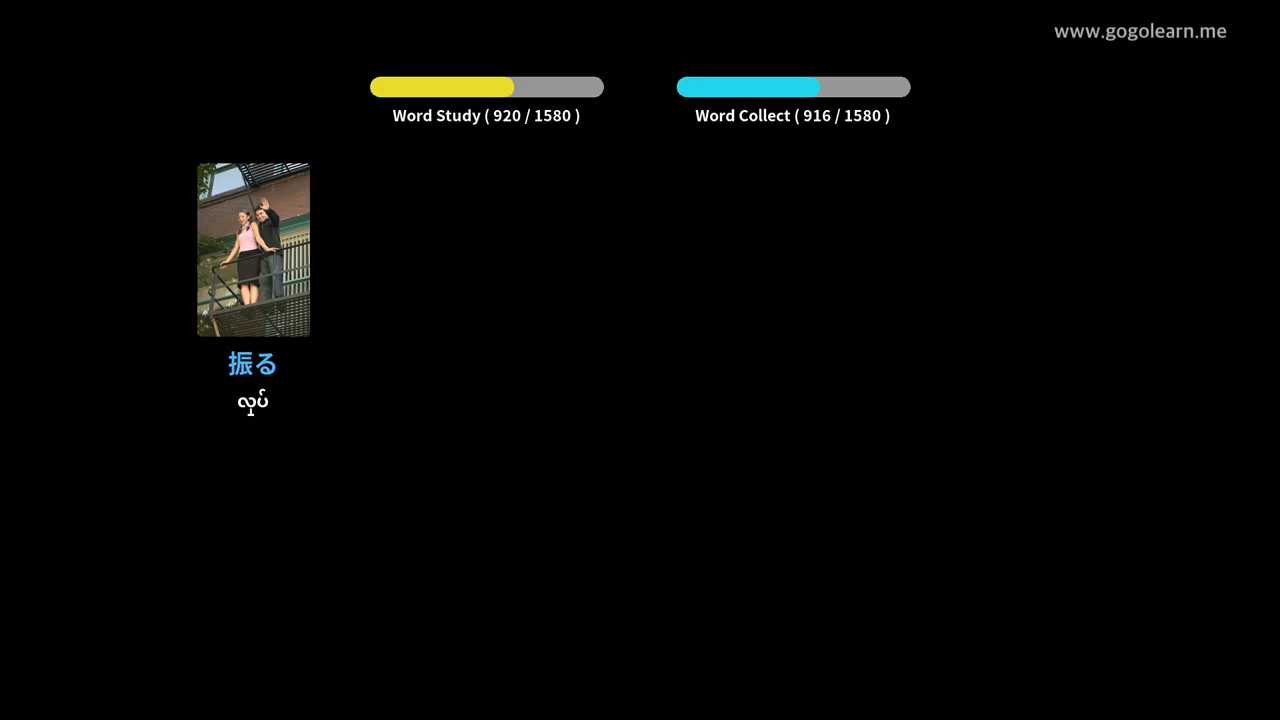 www.gogolearn.me
Word Study ( 920 / 1580 )
Word Collect ( 916 / 1580 )
振る
လှုပ်